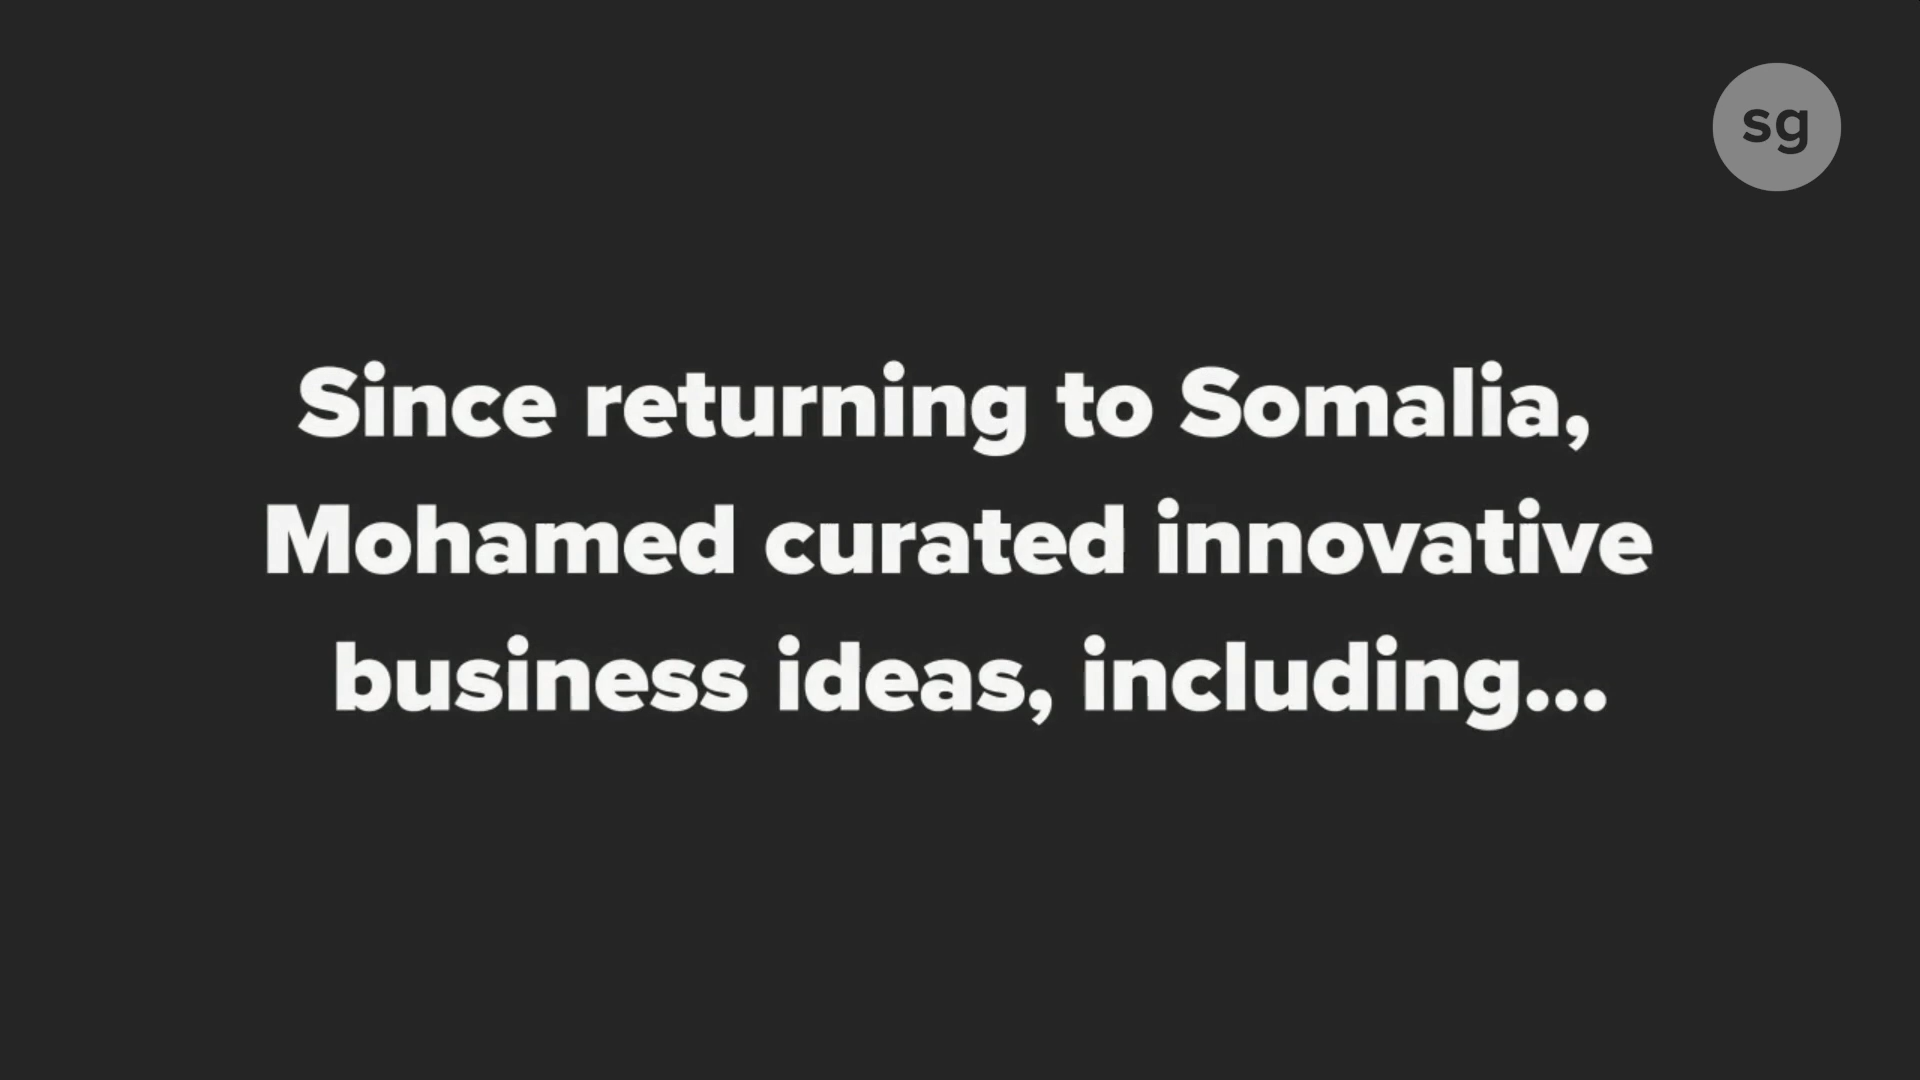 sg
Since returning to Somalia,
Mohamed curated innovative
business ideas, including...